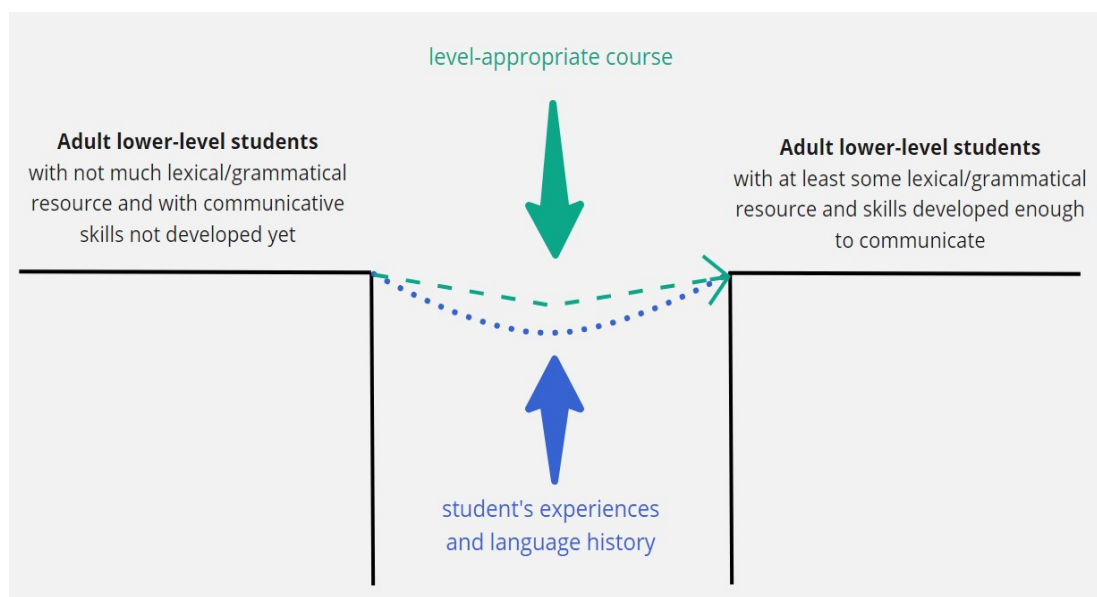 level-appropriate course
Adult lower-level students
with not much lexical/grammatical
resource and with communicative
skills not developed yet
Adult lower-level students
with at least some lexical/grammatical
resource and skills developed enough
to communicate
student's experiences
and language history